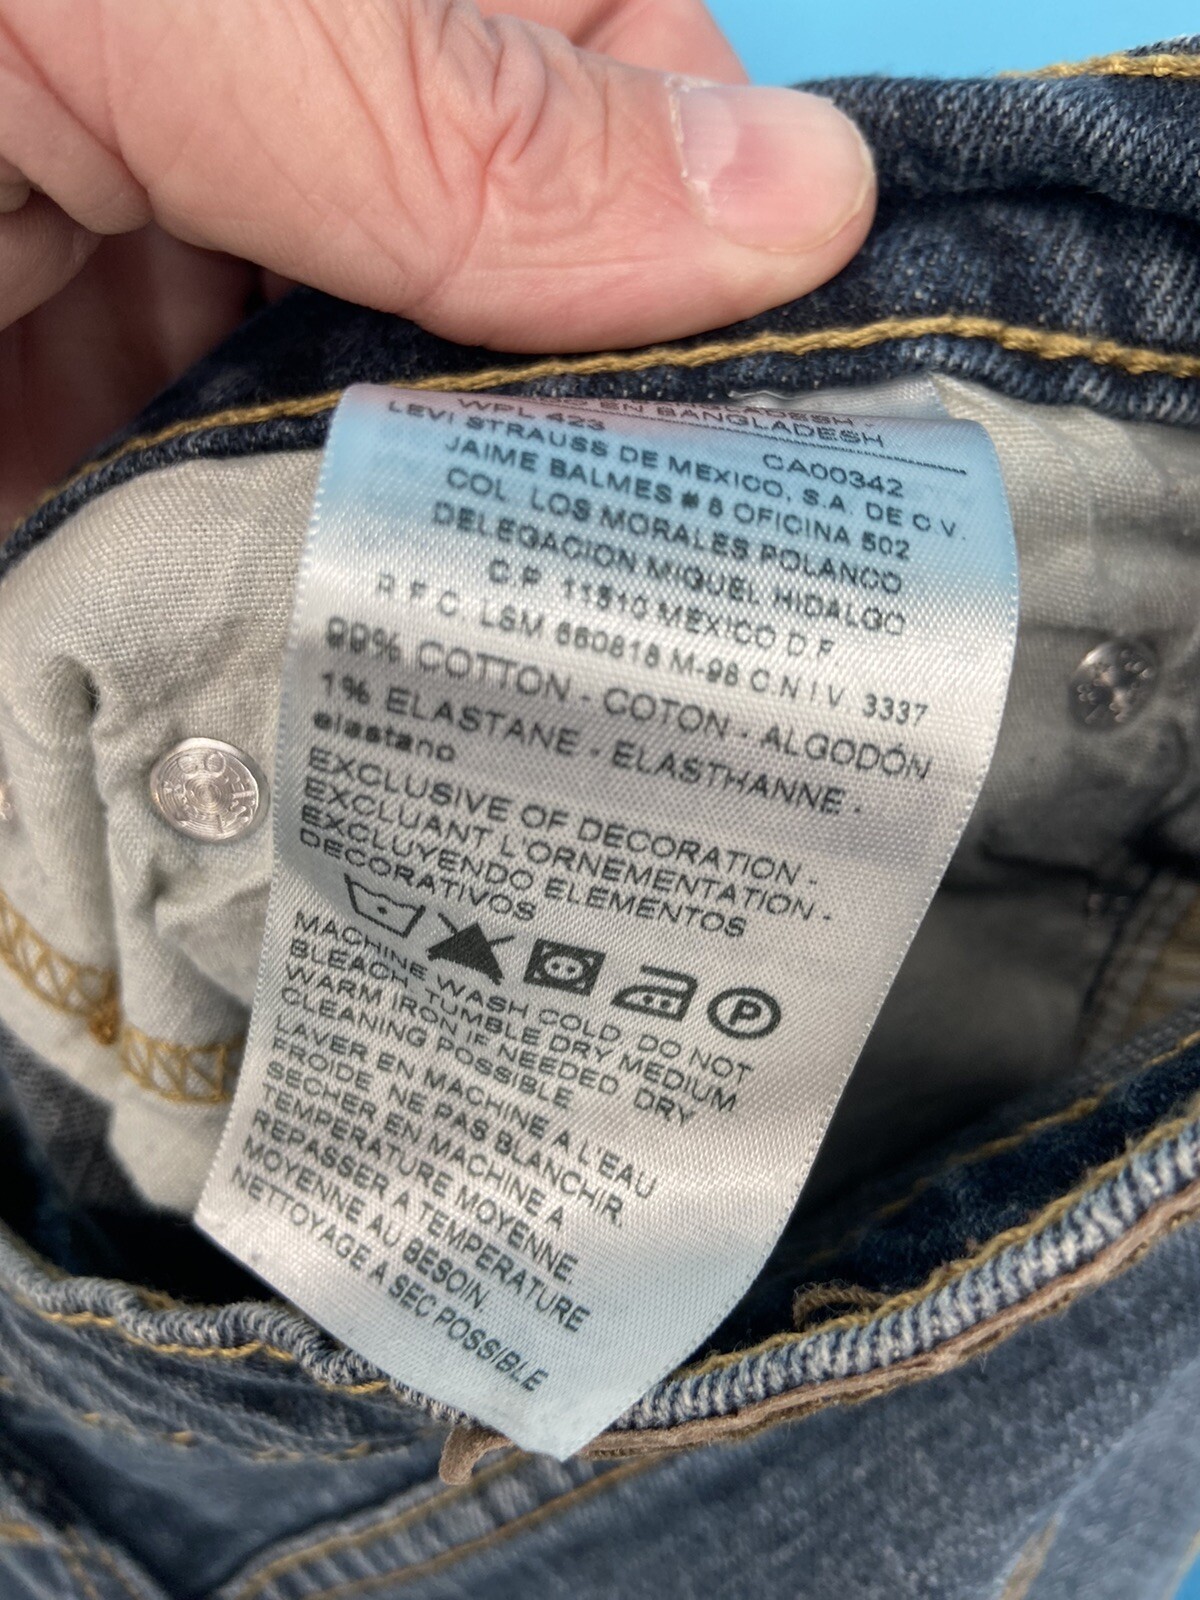 EN BANGLADESH
WPL 423
CA00342
LEVI STRAUSS DE MEXICO, S.A. DE C.V.
JAIME BALMES # 8 OFICINA 502
COL. LOS MORALES POLANCO
DELEGACION MIGUEL HIDALGO
C.P. 11510 MEXICO D.F.
R.F.C. LSM 660818 M-98 C.N.I.V. 3337
99% COTTON - COTON - ALGODÓN
1% ELASTANE - ELASTHANNE -
elastano
EXCLUSIVE OF DECORATION -
EXCLUANT L'ORNEMENTATION -
EXCLUYENDO ELEMENTOS
DECORATIVOS
P
MACHINE WASH COLD. DO NOT
BLEACH. TUMBLE DRY MEDIUM
WARM IRON IF NEEDED. DRY
CLEANING POSSIBLE
LAVER EN MACHINE A L'EAU
FROIDE. NE PAS BLANCHIR.
SECHER EN MACHINE A
TEMPERATURE MOYENNE.
REPASSER A TEMPERATURE
MOYENNE AU BESOIN.
NETTOYAGE A SEC POSSIBLE